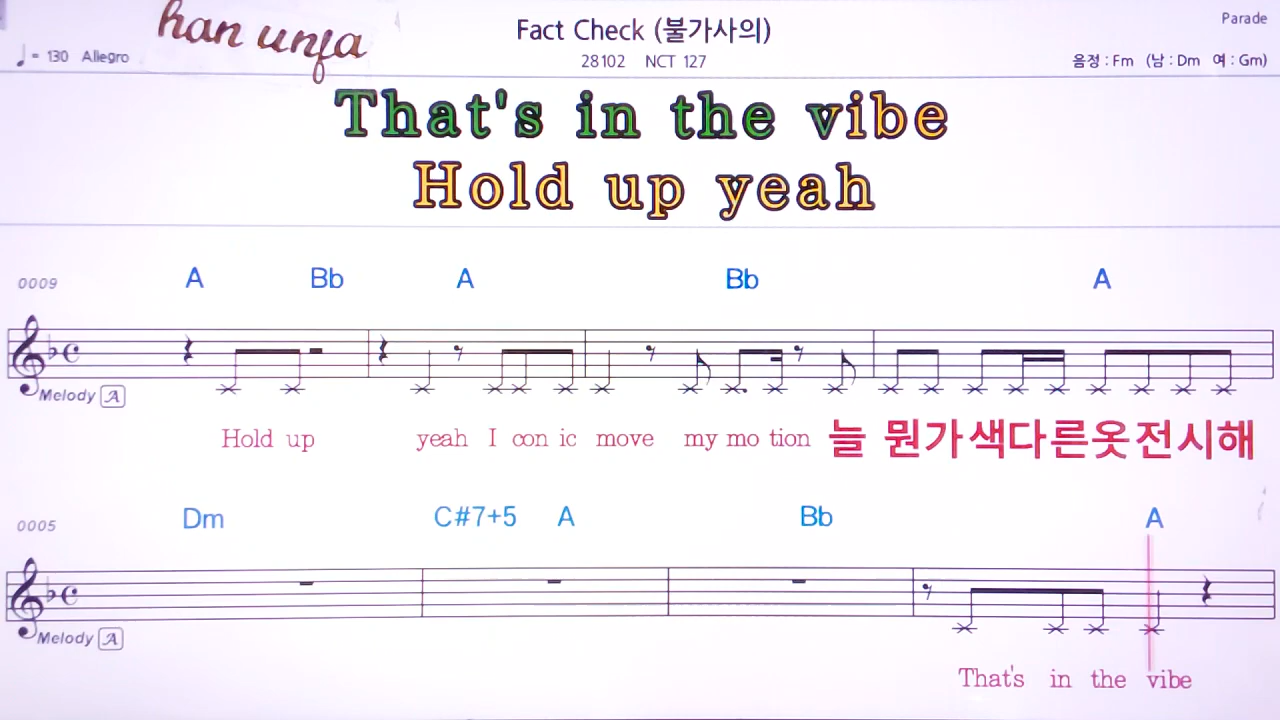 Parade
han unfa
Fact Check (불가사의)
♩= 130 Allegro
28102 NCT 127
음정 : Fm (남 : Dm 여 : Gm)
That's in the vibe
Hold up yeah
0009 A Bb A Bb A
Melody A
Hold up yeah I con ic move my mo tion 늘 뭔가색다른옷전시해
0005 Dm C#7+5 A Bb A
Melody A
That's in the vibe